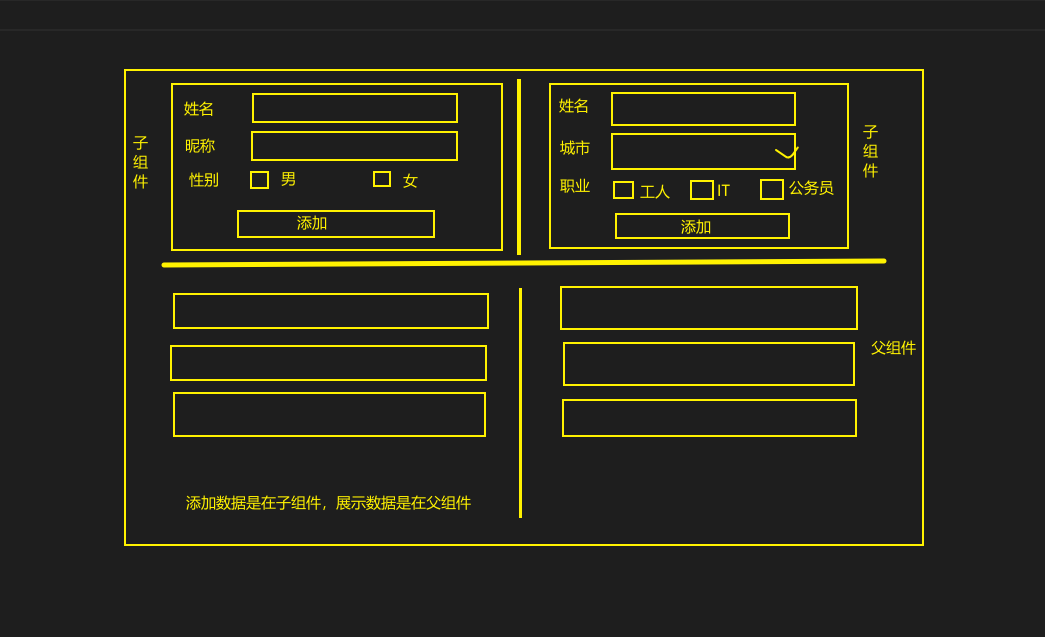 子组件
姓名
昵称
性别
男
女
添加
姓名
城市
职业
工人
IT
公务员
添加
子组件
父组件
添加数据是在子组件，展示数据是在父组件